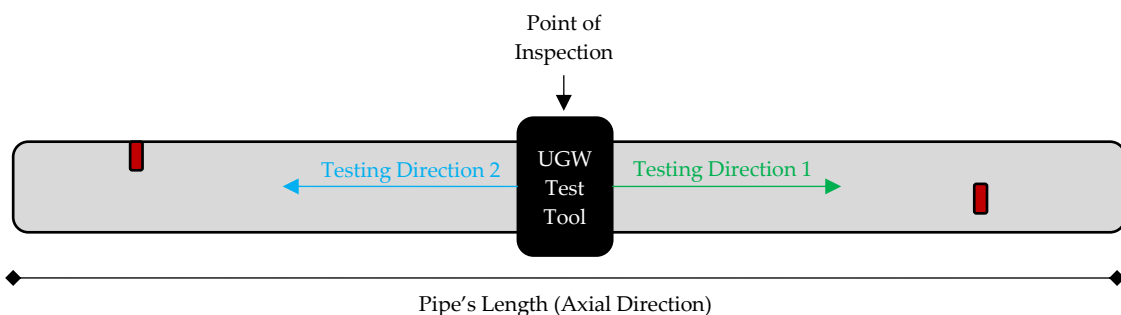 Point of
Inspection
UGW
Test
Tool
Testing Direction 2
Testing Direction 1
Pipe’s Length (Axial Direction)